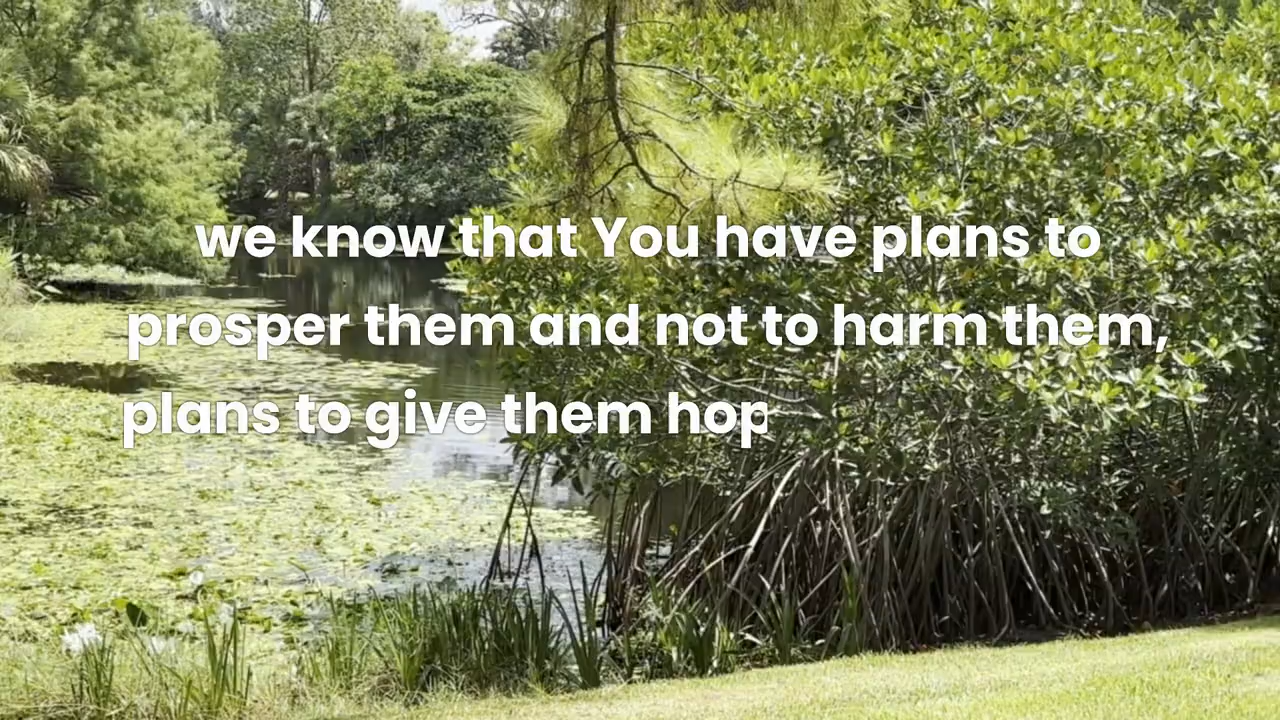 we know that You have plans to
prosper them and not to harm them,
plans to give them hop